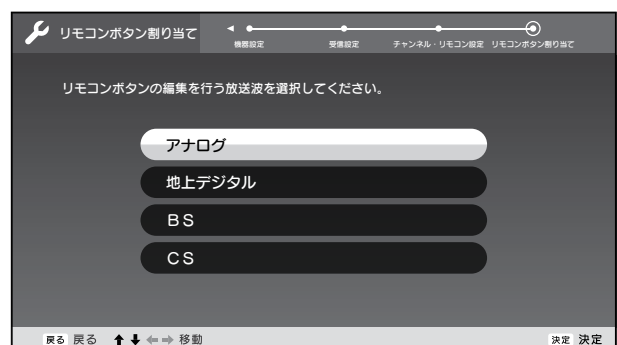 リモコンボタン割り当て
機器設定 受信設定 チャンネル・リモコン設定 リモコンボタン割り当て
リモコンボタンの編集を行う放送波を選択してください。
アナログ
地上デジタル
BS
CS
戻る 戻る 移動 決定 決定